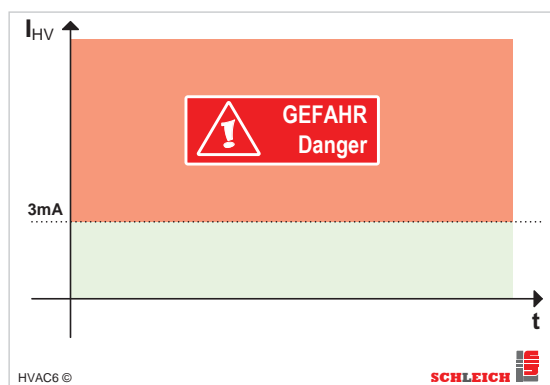 IHV
GEFAHR
Danger
3mA
t
HVAC6 ©
SCHLEICH